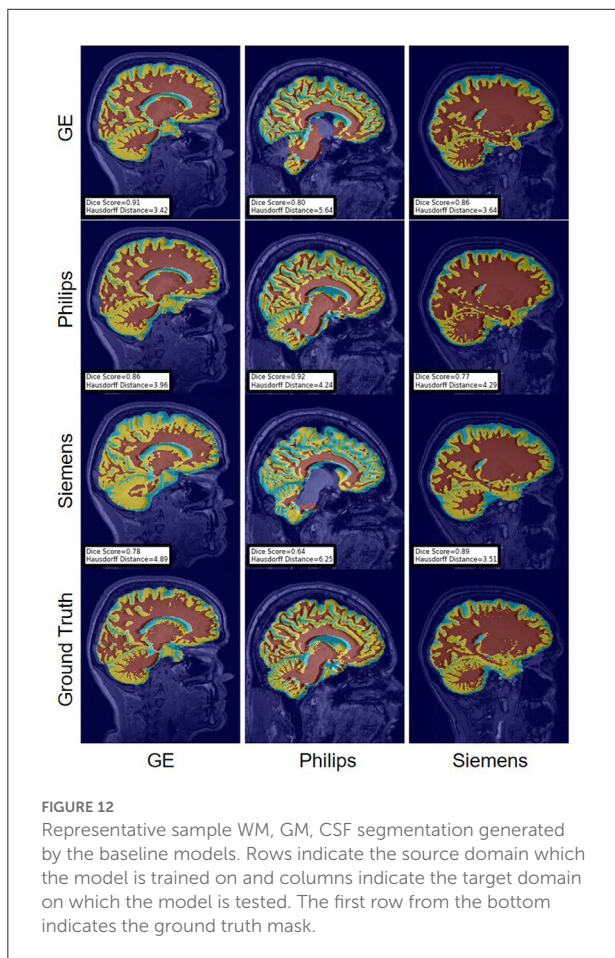 GE
Dice Score=0.91
Hausdorff Distance=3.42
Dice Score=0.80
Hausdorff Distance=5.64
Dice Score=0.86
Hausdorff Distance=3.64
Philips
Dice Score=0.86
Hausdorff Distance=3.96
Dice Score=0.92
Hausdorff Distance=4.24
Dice Score=0.77
Hausdorff Distance=4.29
Siemens
Dice Score=0.78
Hausdorff Distance=4.89
Dice Score=0.64
Hausdorff Distance=6.25
Dice Score=0.89
Hausdorff Distance=3.51
Ground Truth
GE Philips Siemens
FIGURE 12
Representative sample WM, GM, CSF segmentation generated
by the baseline models. Rows indicate the source domain which
the model is trained on and columns indicate the target domain
on which the model is tested. The first row from the bottom
indicates the ground truth mask.